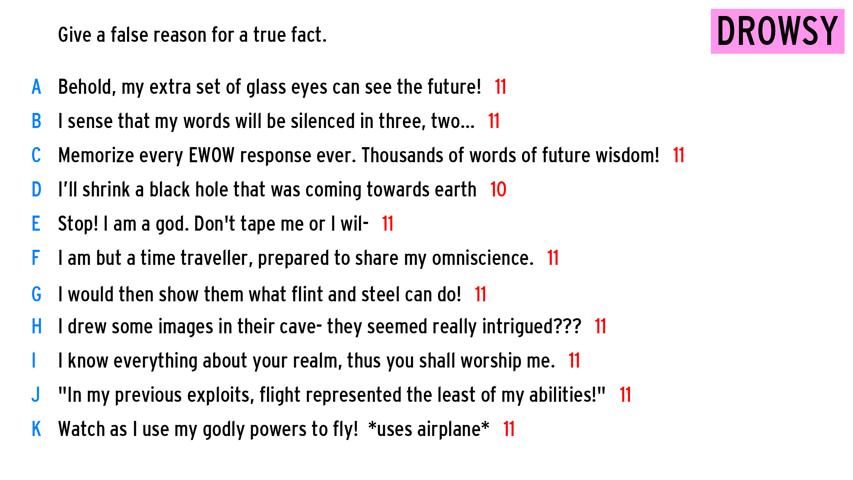 Give a false reason for a true fact.
DROWSY
A Behold, my extra set of glass eyes can see the future! 11
B I sense that my words will be silenced in three, two... 11
C Memorize every EWOW response ever. Thousands of words of future wisdom! 11
D I'll shrink a black hole that was coming towards earth 10
E Stop! I am a god. Don't tape me or I wil- 11
F I am but a time traveller, prepared to share my omniscience. 11
G I would then show them what flint and steel can do! 11
H I drew some images in their cave- they seemed really intrigued??? 11
I I know everything about your realm, thus you shall worship me. 11
J "In my previous exploits, flight represented the least of my abilities!" 11
K Watch as I use my godly powers to fly! *uses airplane* 11